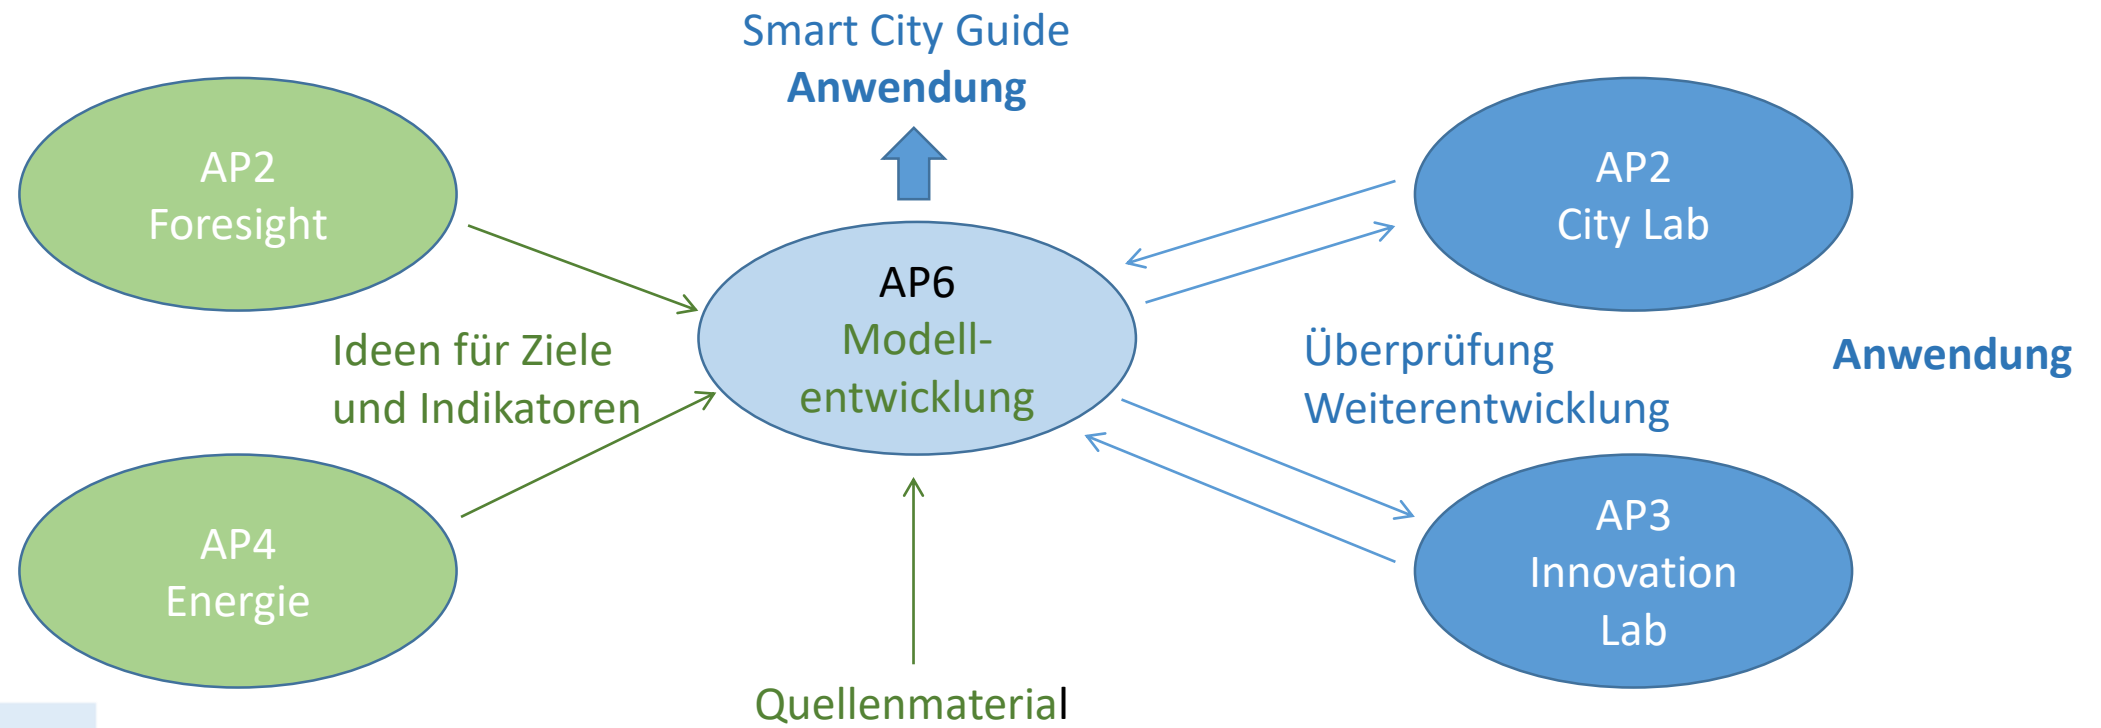 Smart City Guide
Anwendung
AP2
Foresight
AP2
City Lab
AP6
Modell-
entwicklung
Ideen für Ziele
und Indikatoren
Überprüfung
Weiterentwicklung
Anwendung
AP4
Energie
AP3
Innovation
Lab
Quellenmaterial